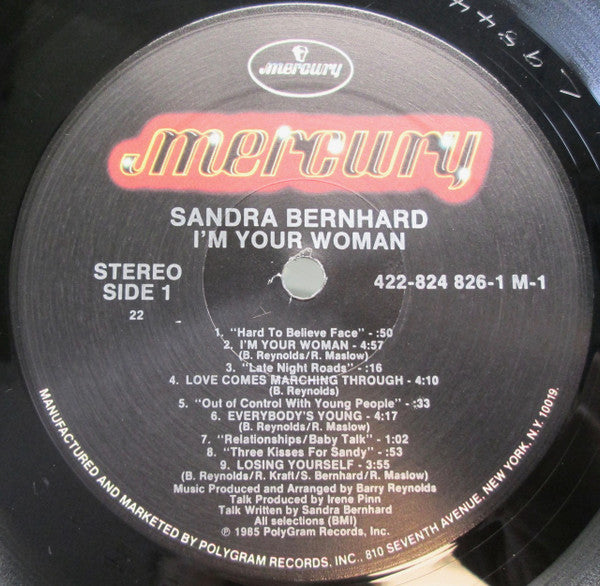 mercury
mercury
SANDRA BERNHARD
I'M YOUR WOMAN
STEREO
SIDE 1
22
422-824 826-1 M-1
1. "Hard To Believe Face" - :50
2. I'M YOUR WOMAN - 4:57
(B. Reynolds/R. Maslow)
3. "Late Night Roads" - :16
4. LOVE COMES MARCHING THROUGH - 4:10
(B. Reynolds)
5. "Out of Control With Young People" - :33
6. EVERYBODY'S YOUNG - 4:17
(B. Reynolds/R. Maslow)
7. "Relationships/Baby Talk" - 1:02
8. "Three Kisses For Sandy" - :53
9. LOSING YOURSELF - 3:55
(B. Reynolds/R. Kraft/S. Bernhard/R. Maslow)
Music Produced and Arranged by Barry Reynolds
Talk Produced by Irene Pinn
Talk Written by Sandra Bernhard
All selections (BMI)
℗ 1985 PolyGram Records, Inc.
MANUFACTURED AND MARKETED BY POLYGRAM RECORDS, INC., 810 SEVENTH AVENUE, NEW YORK, N.Y. 10019.